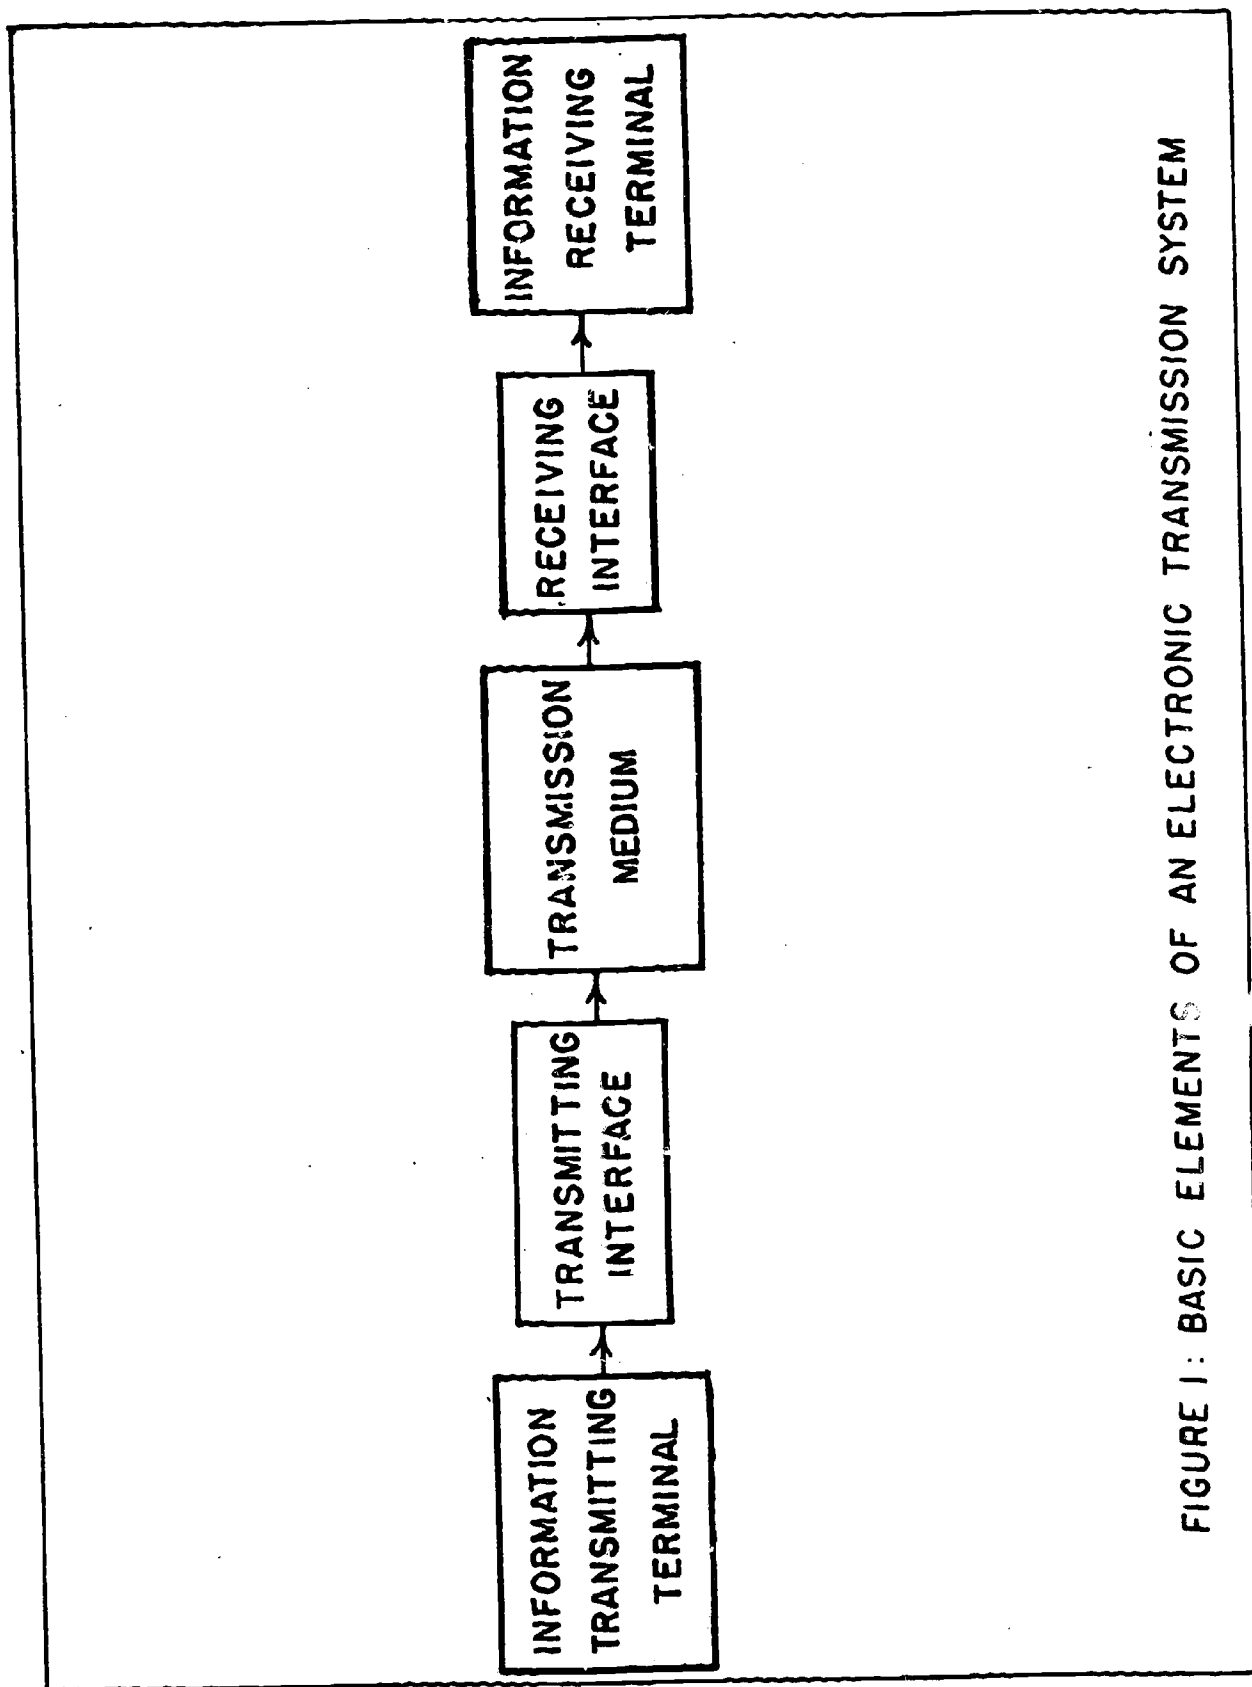 INFORMATION
TRANSMITTING
TERMINAL
TRANSMITTING
INTERFACE
TRANSMISSION
MEDIUM
RECEIVING
INTERFACE
INFORMATION
RECEIVING
TERMINAL
FIGURE 1: BASIC ELEMENTS OF AN ELECTRONIC TRANSMISSION SYSTEM